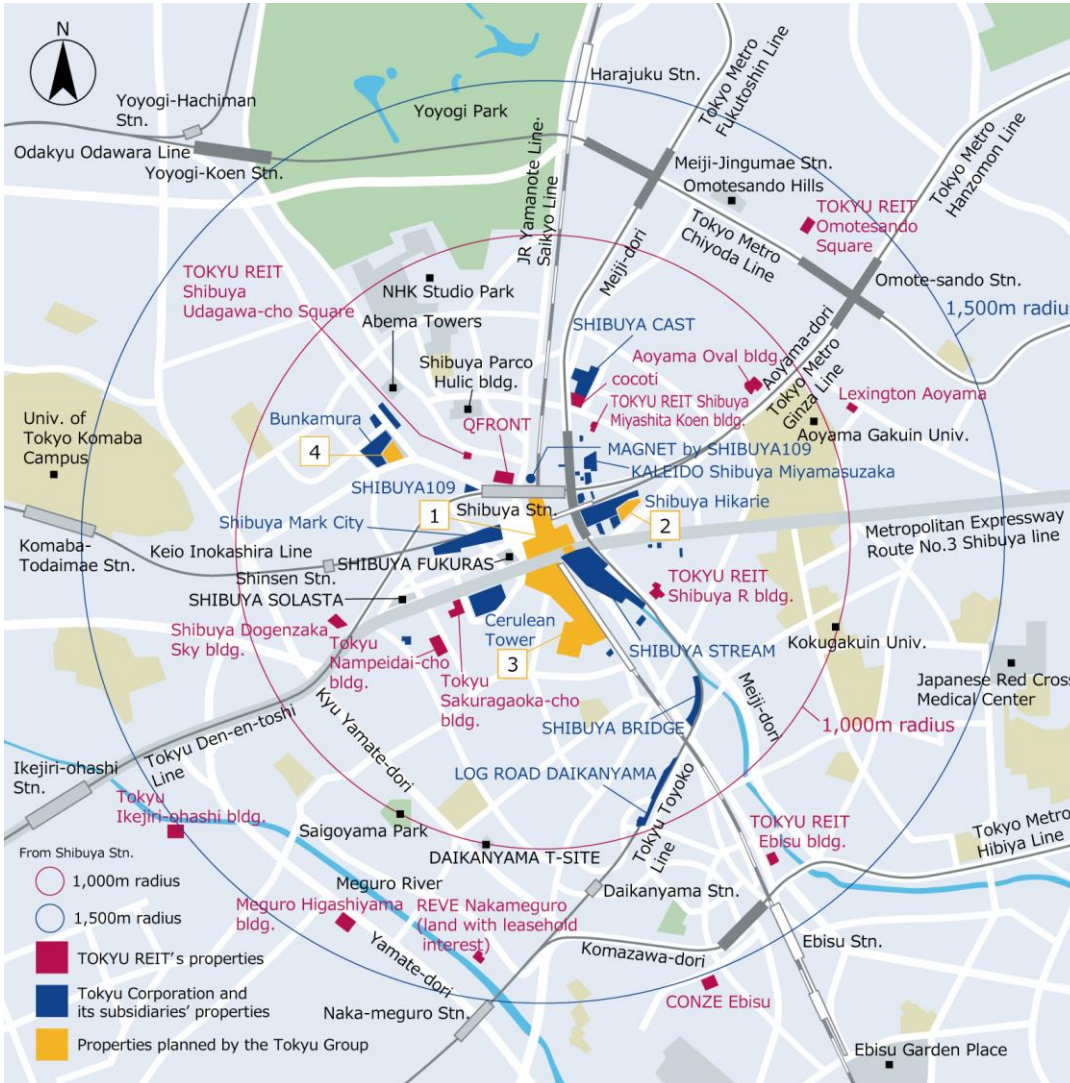 N
Harajuku Stn.
Tokyo Metro
Fukutoshin Line
Yoyogi-Hachiman
Stn.
Yoyogi Park
Odakyu Odawara Line
Yoyogi-Koen Stn.
JR Yamanote Line·
Saikyo Line
Meiji-Jingumae Stn.
Omotesando Hills
Tokyo Metro
Hanzomon Line
TOKYU REIT
Omotesando
Square
Tokyo Metro
Chiyoda Line
Meiji-dori
TOKYU REIT
Shibuya
Udagawa-cho Square
NHK Studio Park
Abema Towers
Omote-sando Stn.
1,500m radius
SHIBUYA CAST
Aoyama-dori
Shibuya Parco
Hulic bldg.
Aoyama Oval bldg.
cocoti
TOKYU REIT Shibuya
Miyashita Koen bldg.
Tokyo Metro
Ginza Line
Lexington Aoyama
Aoyama Gakuin Univ.
Univ. of
Tokyo Komaba
Campus
Bunkamura
4
QFRONT
MAGNET by SHIBUYA109
KALEIDO Shibuya Miyamasuzaka
SHIBUYA109
Shibuya Stn.
Shibuya Hikarie
1
2
Shibuya Mark City
Metropolitan Expressway
Route No.3 Shibuya line
Komaba-
Todaimae Stn.
Keio Inokashira Line
SHIBUYA FUKURAS
Shinsen Stn.
SHIBUYA SOLASTA
TOKYU REIT
Shibuya R bldg.
Shibuya Dogenzaka
Sky bldg.
Tokyu
Nampeidai-cho
bldg.
Cerulean
Tower
3
SHIBUYA STREAM
Kokugakuin Univ.
Tokyu
Sakuragaoka-cho
bldg.
Japanese Red Cross
Medical Center
Kyu Yamate-dori
Meiji-dori
SHIBUYA BRIDGE
1,000m radius
Tokyu Den-en-toshi
Line
Ikejiri-ohashi
Stn.
LOG ROAD DAIKANYAMA
Tokyu
Ikejiri-ohashi bldg.
Saigoyama Park
Tokyu Toyoko
Line
TOKYU REIT
Ebisu bldg.
Tokyo Metro
Hibiya Line
DAIKANYAMA T-SITE
From Shibuya Stn.
1,000m radius
1,500m radius
TOKYU REIT's properties
Tokyu Corporation and
its subsidiaries' properties
Properties planned by the Tokyu Group
Meguro River
Daikanyama Stn.
Meguro Higashiyama
bldg.
REVE Nakameguro
(land with leasehold
interest)
Yamate-dori
Komazawa-dori
Ebisu Stn.
CONZE Ebisu
Naka-meguro Stn.
Ebisu Garden Place